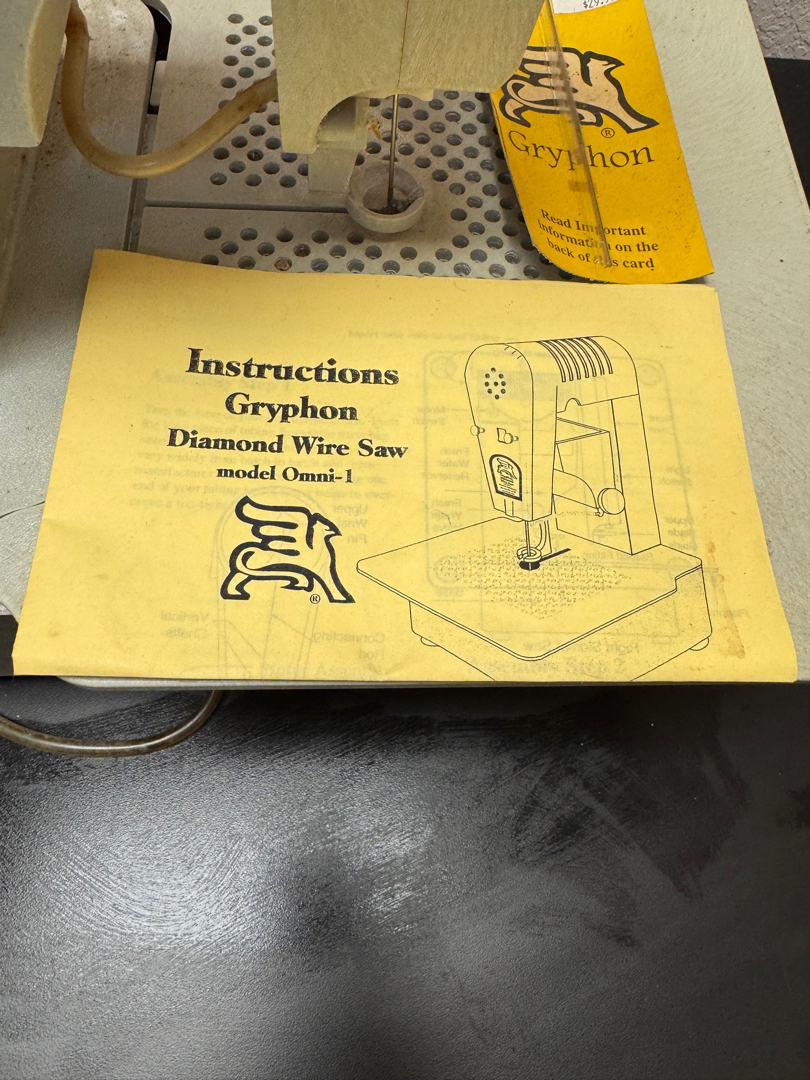 Gryphon
®
Read Important
Information on the
back of this card
Instructions
Gryphon
Diamond Wire Saw
model Omni-1
®